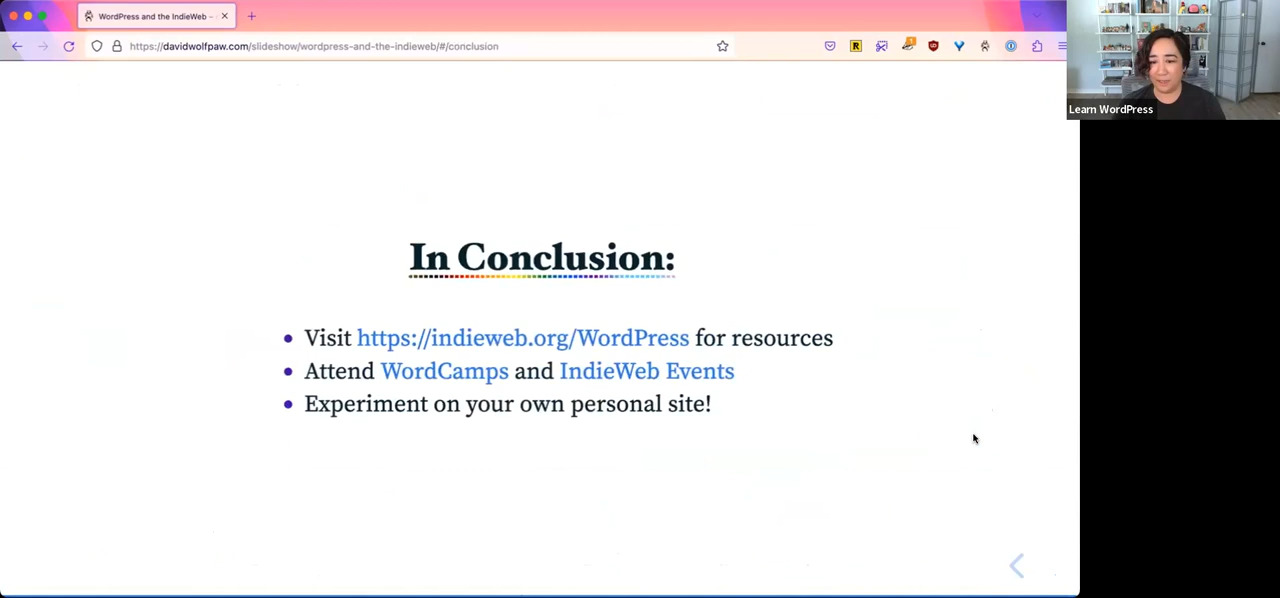 WordPress and the IndieWeb –
https://davidwolfpaw.com/slideshow/wordpress-and-the-indieweb/#/conclusion
Learn WordPress
In Conclusion:
Visit https://indieweb.org/WordPress for resources
Attend WordCamps and IndieWeb Events
Experiment on your own personal site!